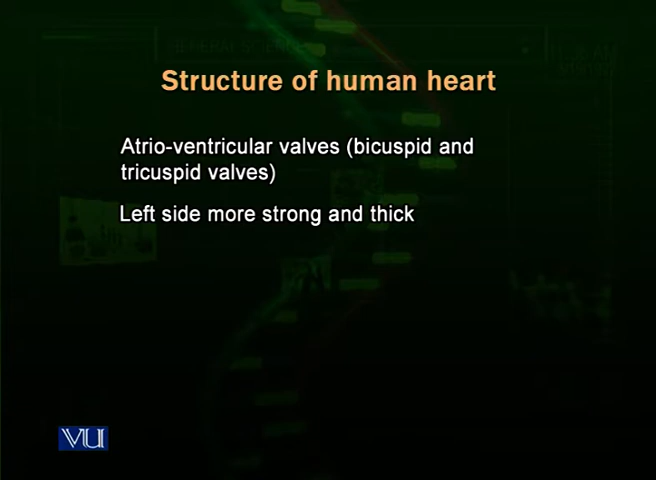 Structure of human heart
Atrio-ventricular valves (bicuspid and
tricuspid valves)
Left side more strong and thick
VU